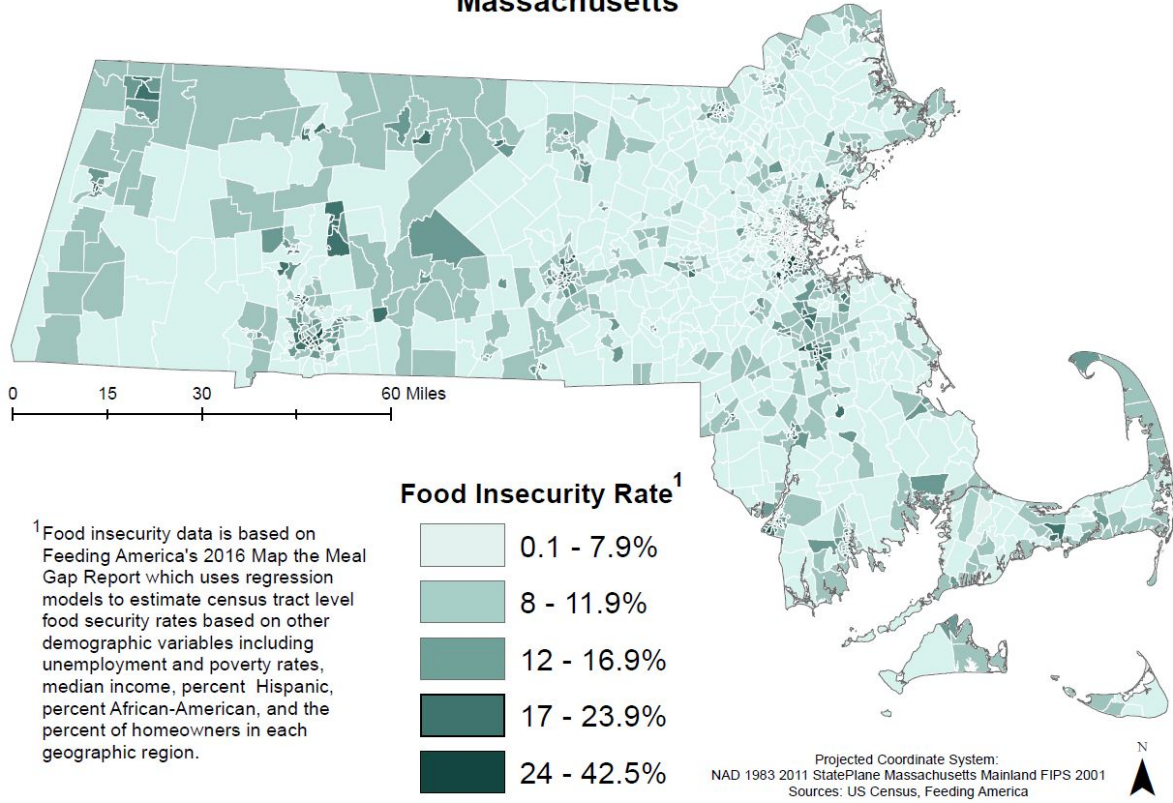 Massachusetts
0 15 30 60 Miles
Food Insecurity Rate1
0.1 - 7.9%
8 - 11.9%
12 - 16.9%
17 - 23.9%
24 - 42.5%
1Food insecurity data is based on
Feeding America's 2016 Map the Meal
Gap Report which uses regression
models to estimate census tract level
food security rates based on other
demographic variables including
unemployment and poverty rates,
median income, percent Hispanic,
percent African-American, and the
percent of homeowners in each
geographic region.
Projected Coordinate System:
NAD 1983 2011 StatePlane Massachusetts Mainland FIPS 2001
Sources: US Census, Feeding America
N